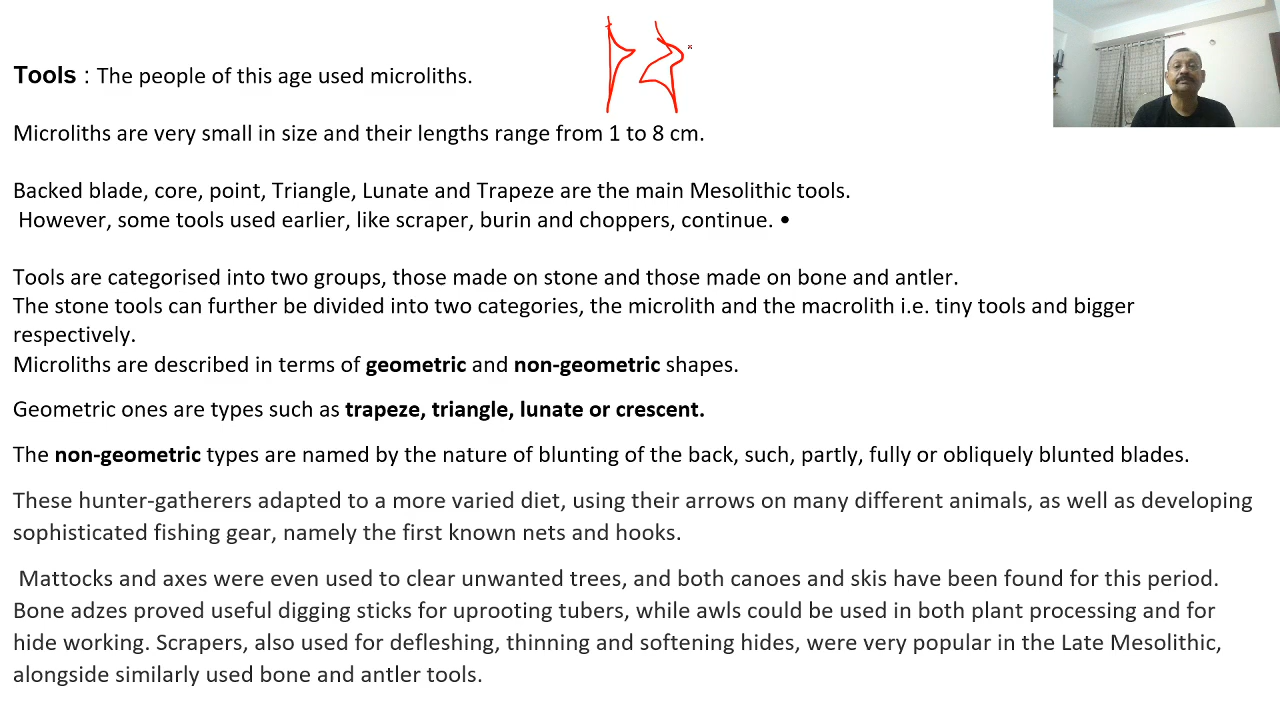 Tools : The people of this age used microliths.
Microliths are very small in size and their lengths range from 1 to 8 cm.
Backed blade, core, point, Triangle, Lunate and Trapeze are the main Mesolithic tools.
However, some tools used earlier, like scraper, burin and choppers, continue. •
Tools are categorised into two groups, those made on stone and those made on bone and antler.
The stone tools can further be divided into two categories, the microlith and the macrolith i.e. tiny tools and bigger
respectively.
Microliths are described in terms of geometric and non-geometric shapes.
Geometric ones are types such as trapeze, triangle, lunate or crescent.
The non-geometric types are named by the nature of blunting of the back, such, partly, fully or obliquely blunted blades.
These hunter-gatherers adapted to a more varied diet, using their arrows on many different animals, as well as developing
sophisticated fishing gear, namely the first known nets and hooks.
Mattocks and axes were even used to clear unwanted trees, and both canoes and skis have been found for this period.
Bone adzes proved useful digging sticks for uprooting tubers, while awls could be used in both plant processing and for
hide working. Scrapers, also used for defleshing, thinning and softening hides, were very popular in the Late Mesolithic,
alongside similarly used bone and antler tools.